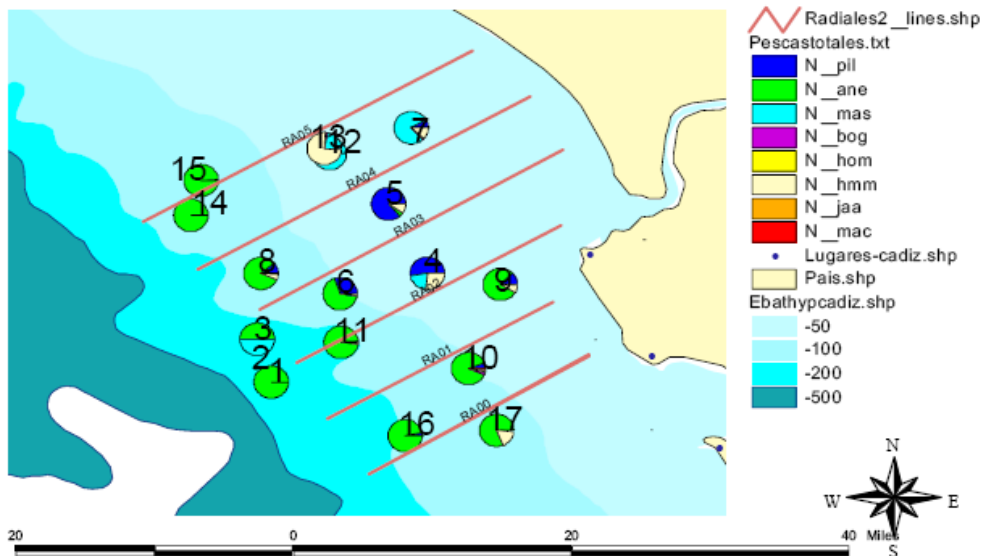 Radiales2__lines.shp
Pescastotales.txt
N__pil
N__ane
N__mas
N__bog
N__hom
N__hmm
N__jaa
N__mac
Lugares-cadiz.shp
Pais.shp
Ebathypcadiz.shp
-50
-100
-200
-500
7
RA05
13
12
15
RA04
5
14
RA03
8
4
6
RA02
9
3
11
2
1
RA01
10
RA00
16
17
N
W
E
S
20
0
20
40
Miles